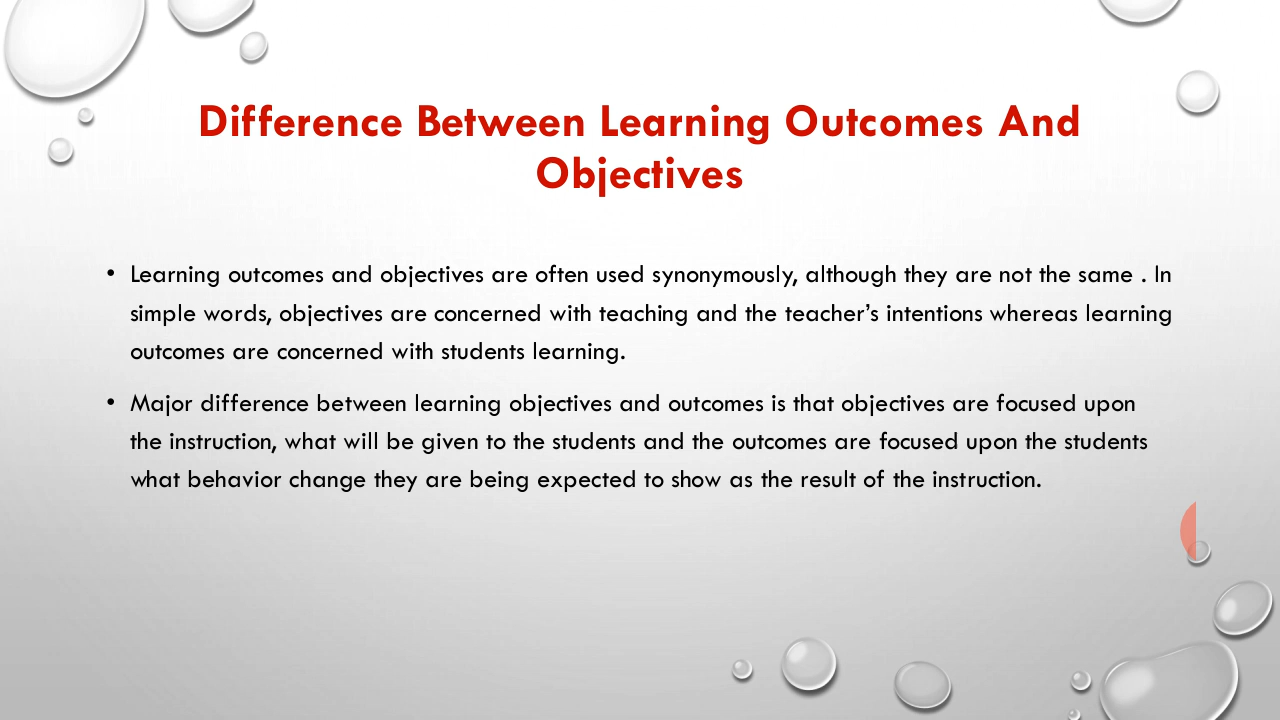 Difference Between Learning Outcomes And
Objectives
• Learning outcomes and objectives are often used synonymously, although they are not the same . In
simple words, objectives are concerned with teaching and the teacher’s intentions whereas learning
outcomes are concerned with students learning.
• Major difference between learning objectives and outcomes is that objectives are focused upon
the instruction, what will be given to the students and the outcomes are focused upon the students
what behavior change they are being expected to show as the result of the instruction.